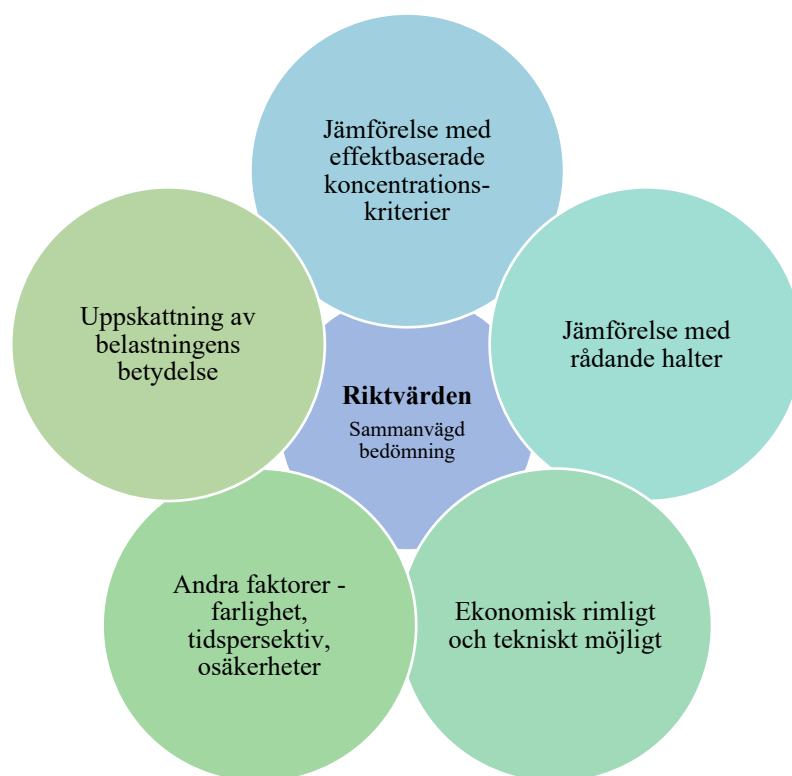 Jämförelse med
effektbaserade
koncentrations-
kriterier
Uppskattning av
belastningens
betydelse
Jämförelse med
rådande halter
Riktvärden
Sammanvägd
bedömning
Andra faktorer -
farlighet,
tidspersektiv,
osäkerheter
Ekonomisk rimligt
och tekniskt möjligt